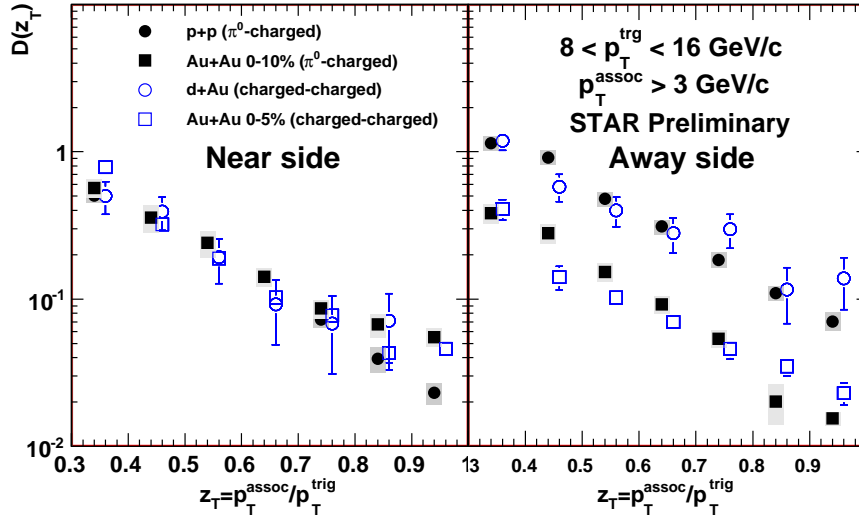 D(z_T)
p+p (π⁰-charged)
Au+Au 0-10% (π⁰-charged)
d+Au (charged-charged)
Au+Au 0-5% (charged-charged)
Near side
8 < p_T^trg < 16 GeV/c
p_T^assoc > 3 GeV/c
STAR Preliminary
Away side
1
10⁻¹
10⁻²
0.3 0.4 0.5 0.6 0.7 0.8 0.9 1
3 0.4 0.5 0.6 0.7 0.8 0.9
z_T=p_T^assoc/p_T^trig
z_T=p_T^assoc/p_T^trig